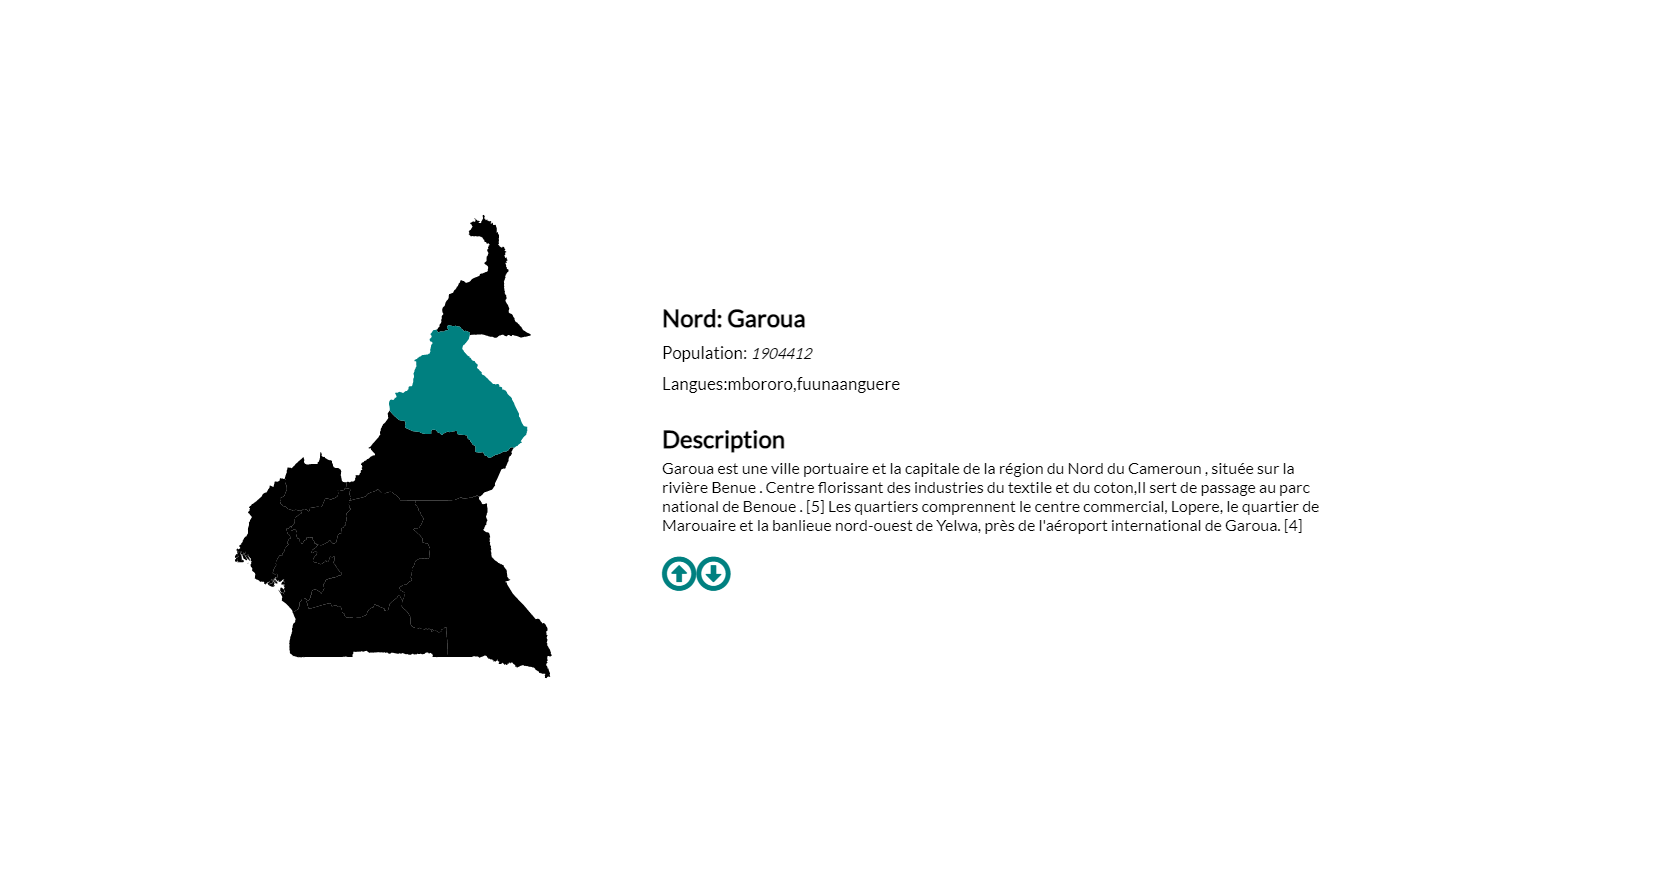 Nord: Garoua
Population: 1904412
Langues:mbororo,fuunaanguere
Description
Garoua est une ville portuaire et la capitale de la région du Nord du Cameroun , située sur la
rivière Benue . Centre florissant des industries du textile et du coton,Il sert de passage au parc
national de Benoue . [5] Les quartiers comprennent le centre commercial, Lopere, le quartier de
Marouaire et la banlieue nord-ouest de Yelwa, près de l'aéroport international de Garoua. [4]